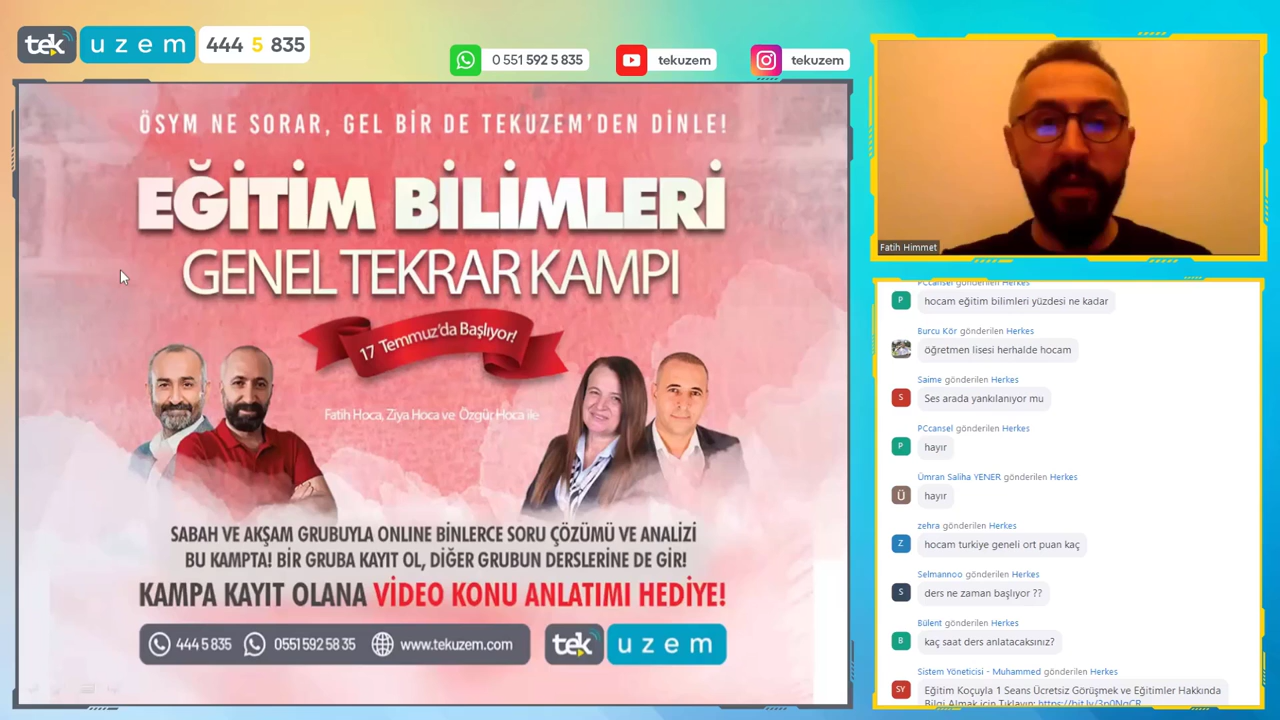 tek uzem 444 5 835
0 551 592 5 835
tekuzem
tekuzem
ÖSYM NE SORAR, GEL BİR DE TEKUZEM'DEN DİNLE!
EĞİTİM BİLİMLERİ
GENEL TEKRAR KAMPI
17 Temmuz'da Başlıyor!
Fatih Hoca, Ziya Hoca ve Özgür Hoca ile
SABAH VE AKŞAM GRUBUYLA ONLINE BİNLERCE SORU ÇÖZÜMÜ VE ANALİZİ
BU KAMPTA! BİR GRUBA KAYIT OL, DİĞER GRUBUN DERSLERİNE DE GİR!
KAMPA KAYIT OLANA VİDEO KONU ANLATIMI HEDİYE!
444 5 835 0551 592 58 35 www.tekuzem.com tek uzem
Fatih Himmet
PCcansel gönderilen Herkes
P hocam eğitim bilimleri yüzdesi ne kadar
Burcu Kör gönderilen Herkes
öğretmen lisesi herhalde hocam
Saime gönderilen Herkes
S Ses arada yankılanıyor mu
PCcansel gönderilen Herkes
P hayır
Ümran Saliha YENER gönderilen Herkes
Ü hayır
zehra gönderilen Herkes
Z hocam turkiye geneli ort puan kaç
Selmannoo gönderilen Herkes
S ders ne zaman başlıyor ??
Bülent gönderilen Herkes
B kaç saat ders anlatacaksınız?
Sistem Yöneticisi - Muhammed gönderilen Herkes
SY Eğitim Koçuyla 1 Seans Ücretsiz Görüşmek ve Eğitimler Hakkında
Bilgi Almak için Tıklayın: